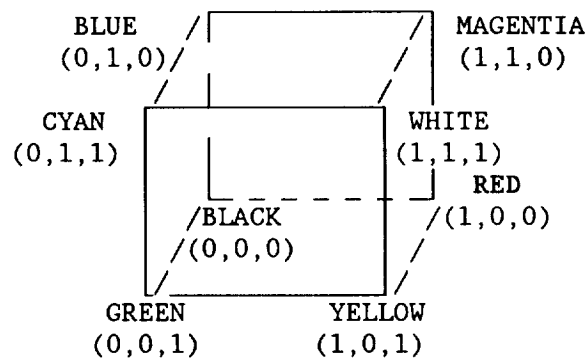 BLUE
(0,1,0)
MAGENTIA
(1,1,0)
CYAN
(0,1,1)
WHITE
(1,1,1)
RED
(1,0,0)
BLACK
(0,0,0)
GREEN
(0,0,1)
YELLOW
(1,0,1)